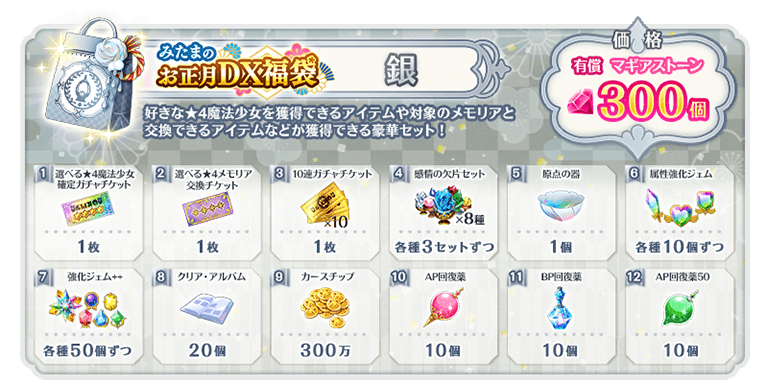 みたまの
お正月DX福袋
銀
価格
有償 マギアストーン
300個
好きな★4魔法少女を獲得できるアイテムや対象のメモリアと
交換できるアイテムなどが獲得できる豪華セット！
1
選べる★4魔法少女
確定ガチャチケット
1枚
2
選べる★4メモリア
交換チケット
1枚
3
10連ガチャチケット
×10
1枚
4
感情の欠片セット
×8種
各種3セットずつ
5
原点の器
1個
6
属性強化ジェム
各種10個ずつ
7
強化ジェム++
各種50個ずつ
8
クリア・アルバム
20個
9
カースチップ
300万
10
AP回復薬
10個
11
BP回復薬
10個
12
AP回復薬50
10個